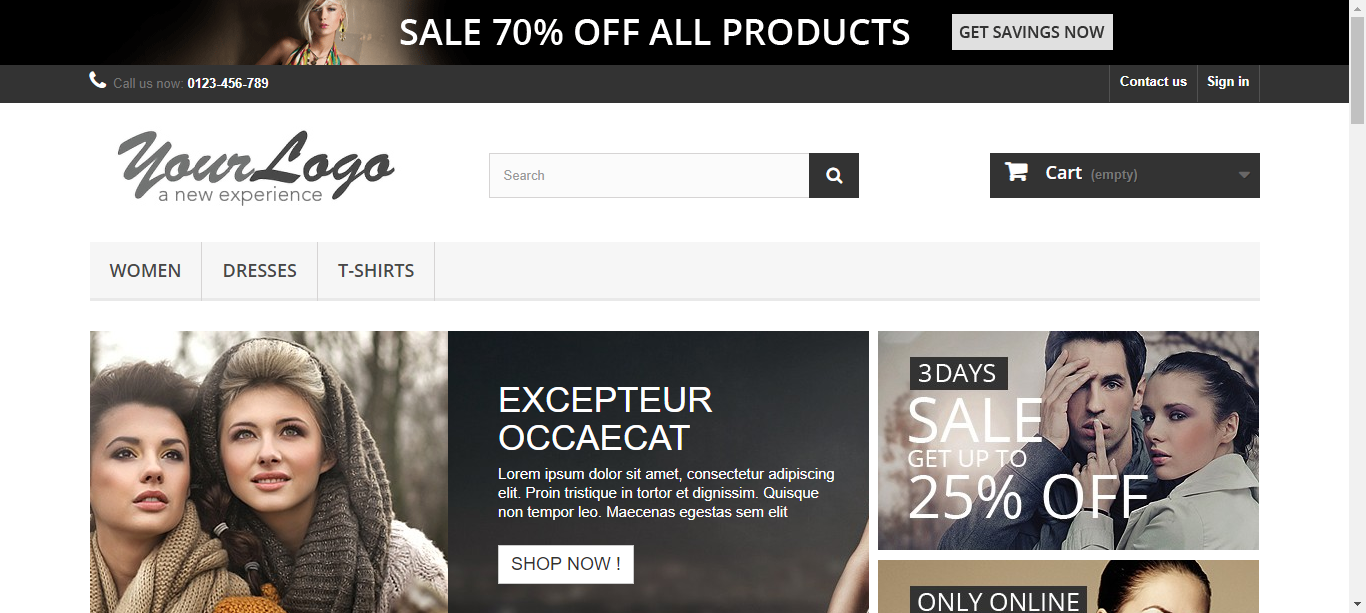 SALE 70% OFF ALL PRODUCTS
GET SAVINGS NOW
Call us now: 0123-456-789
Contact us
Sign in
YourLogo
a new experience
Search
Cart (empty)
WOMEN
DRESSES
T-SHIRTS
EXCEPTEUR
OCCAECAT
Lorem ipsum dolor sit amet, consectetur adipiscing
elit. Proin tristique in tortor et dignissim. Quisque
non tempor leo. Maecenas egestas sem elit
SHOP NOW !
3 DAYS
SALE
GET UP TO
25% OFF
ONLY ONLINE